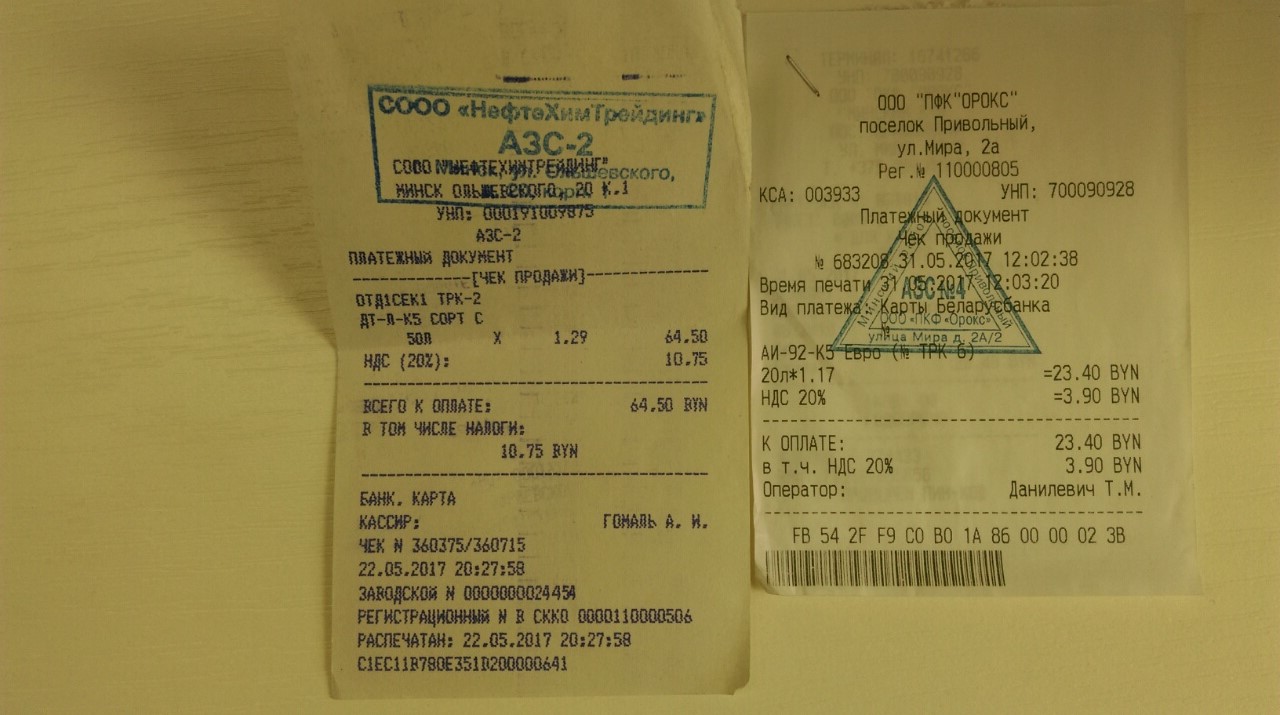 СООО «НефтеХимТрейдинг»
АЗС-2
СООО "НЕФТЕХИМТРЕЙДИНГ"
ул. Ольшевского,
МИНСК ОЛЬШЕВСКОГО, 20 К.1
УНП: 000191009875
АЗС-2
ПЛАТЕЖНЫЙ ДОКУМЕНТ
[ЧЕК ПРОДАЖИ]
ОТД1СЕК1 ТРК-2
ДТ-Л-К5 СОРТ С
50Л X 1.29 64.50
НДС (20%): 10.75
ВСЕГО К ОПЛАТЕ: 64.50 BYN
В ТОМ ЧИСЛЕ НАЛОГИ:
10.75 BYN
БАНК. КАРТА
КАССИР: ГОМАЛЬ А. И.
ЧЕК N 360375/360715
22.05.2017 20:27:58
ЗАВОДСКОЙ N 0000000024454
РЕГИСТРАЦИОННЫЙ N В СККО 0000110000506
РАСПЕЧАТАН: 22.05.2017 20:27:58
C1EC11B780E351D200000641
ООО "ПФК"ОРОКС"
поселок Привольный,
ул.Мира, 2а
Рег.№ 110000805
КСА: 003933 УНП: 700090928
Платежный документ
Чек продажи
№ 683208 31.05.2017 12:02:38
Время печати 31.05.2017 12:03:20
АЗС №4
Вид платежа: Карты Беларусбанка
ООО «ПКФ «Орокс»
улица Мира д. 2А/2
АИ-92-К5 Евро (№ ТРК 6)
20л*1.17 =23.40 BYN
НДС 20% =3.90 BYN
К ОПЛАТЕ: 23.40 BYN
в т.ч. НДС 20% 3.90 BYN
Оператор: Данилевич Т.М.
FB 54 2F F9 C0 B0 1A 86 00 00 02 3B